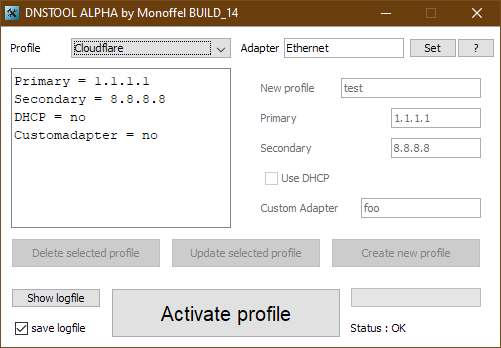 DNSTOOL ALPHA by Monoffel BUILD_14
Profile Cloudflare Adapter Ethernet Set ?
Primary = 1.1.1.1
Secondary = 8.8.8.8
DHCP = no
Customadapter = no
New profile test
Primary 1.1.1.1
Secondary 8.8.8.8
Use DHCP
Custom Adapter foo
Delete selected profile Update selected profile Create new profile
Show logfile
save logfile
Activate profile
Status : OK